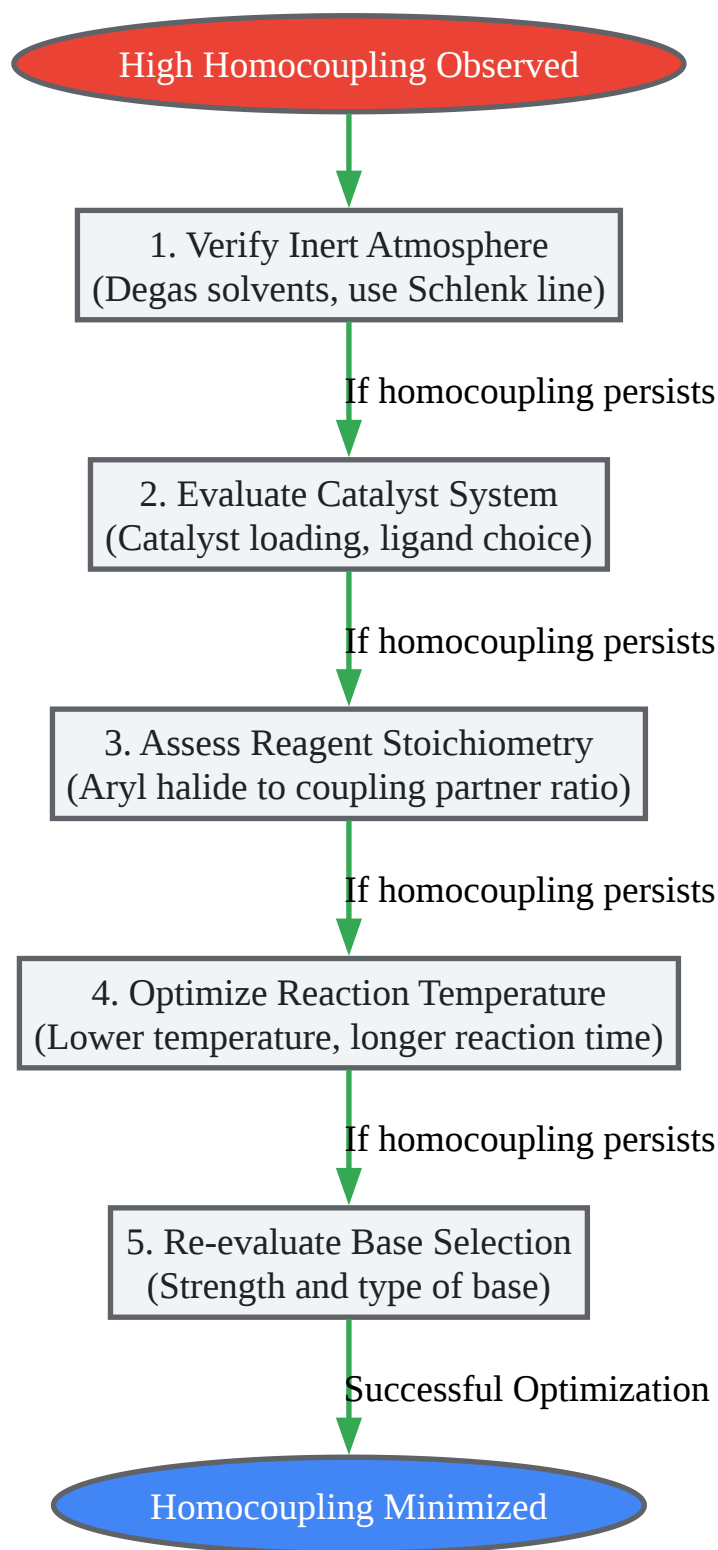 High Homocoupling Observed
1. Verify Inert Atmosphere
(Degas solvents, use Schlenk line)
If homocoupling persists
2. Evaluate Catalyst System
(Catalyst loading, ligand choice)
If homocoupling persists
3. Assess Reagent Stoichiometry
(Aryl halide to coupling partner ratio)
If homocoupling persists
4. Optimize Reaction Temperature
(Lower temperature, longer reaction time)
If homocoupling persists
5. Re-evaluate Base Selection
(Strength and type of base)
Successful Optimization
Homocoupling Minimized